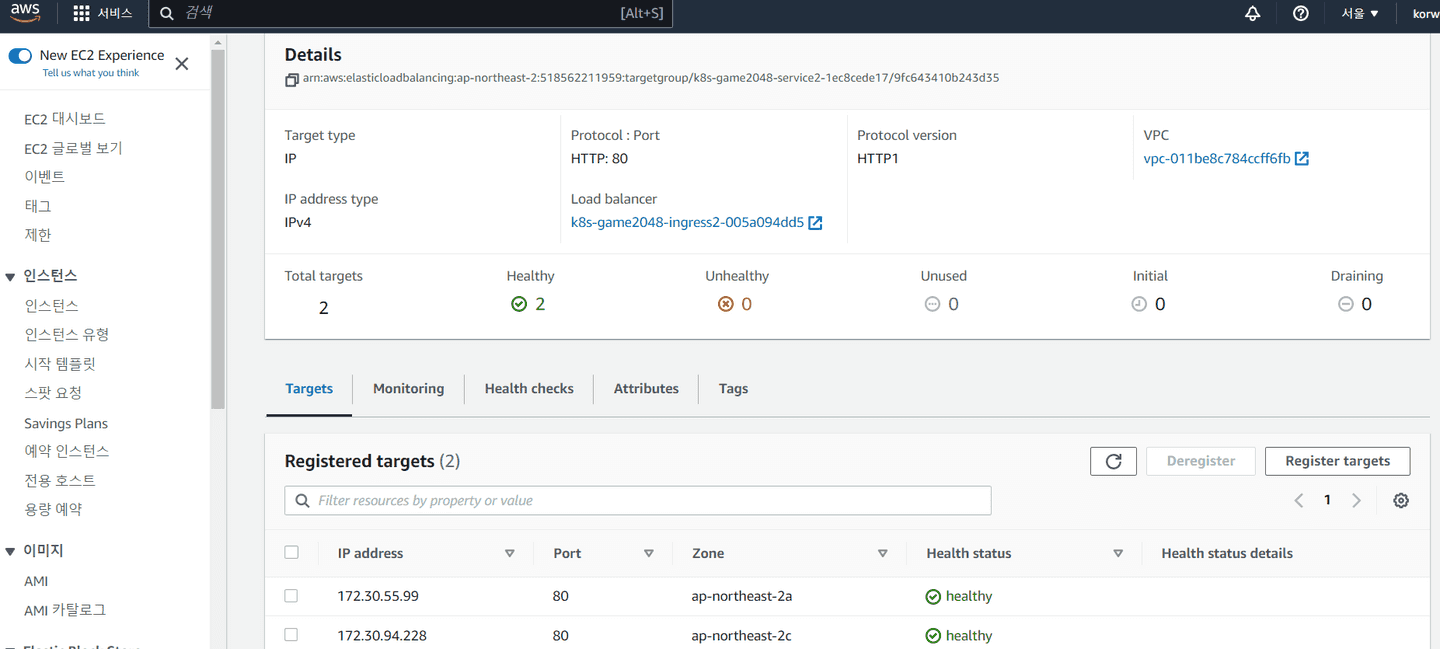 aws
서비스
검색
[Alt+S]
서울 ▼
korw
New EC2 Experience
Tell us what you think
EC2 대시보드
EC2 글로벌 보기
이벤트
태그
제한
인스턴스
인스턴스
인스턴스 유형
시작 템플릿
스팟 요청
Savings Plans
예약 인스턴스
전용 호스트
용량 예약
이미지
AMI
AMI 카탈로그
Details
arn:aws:elasticloadbalancing:ap-northeast-2:518562211959:targetgroup/k8s-game2048-service2-1ec8cede17/9fc643410b243d35
Target type
IP
Protocol : Port
HTTP: 80
Protocol version
HTTP1
VPC
vpc-011be8c784ccff6fb
IP address type
IPv4
Load balancer
k8s-game2048-ingress2-005a094dd5
Total targets
2
Healthy
2
Unhealthy
0
Unused
0
Initial
0
Draining
0
Targets
Monitoring
Health checks
Attributes
Tags
Registered targets (2)
Deregister
Register targets
Filter resources by property or value
1
IP address
Port
Zone
Health status
Health status details
172.30.55.99
80
ap-northeast-2a
healthy
172.30.94.228
80
ap-northeast-2c
healthy